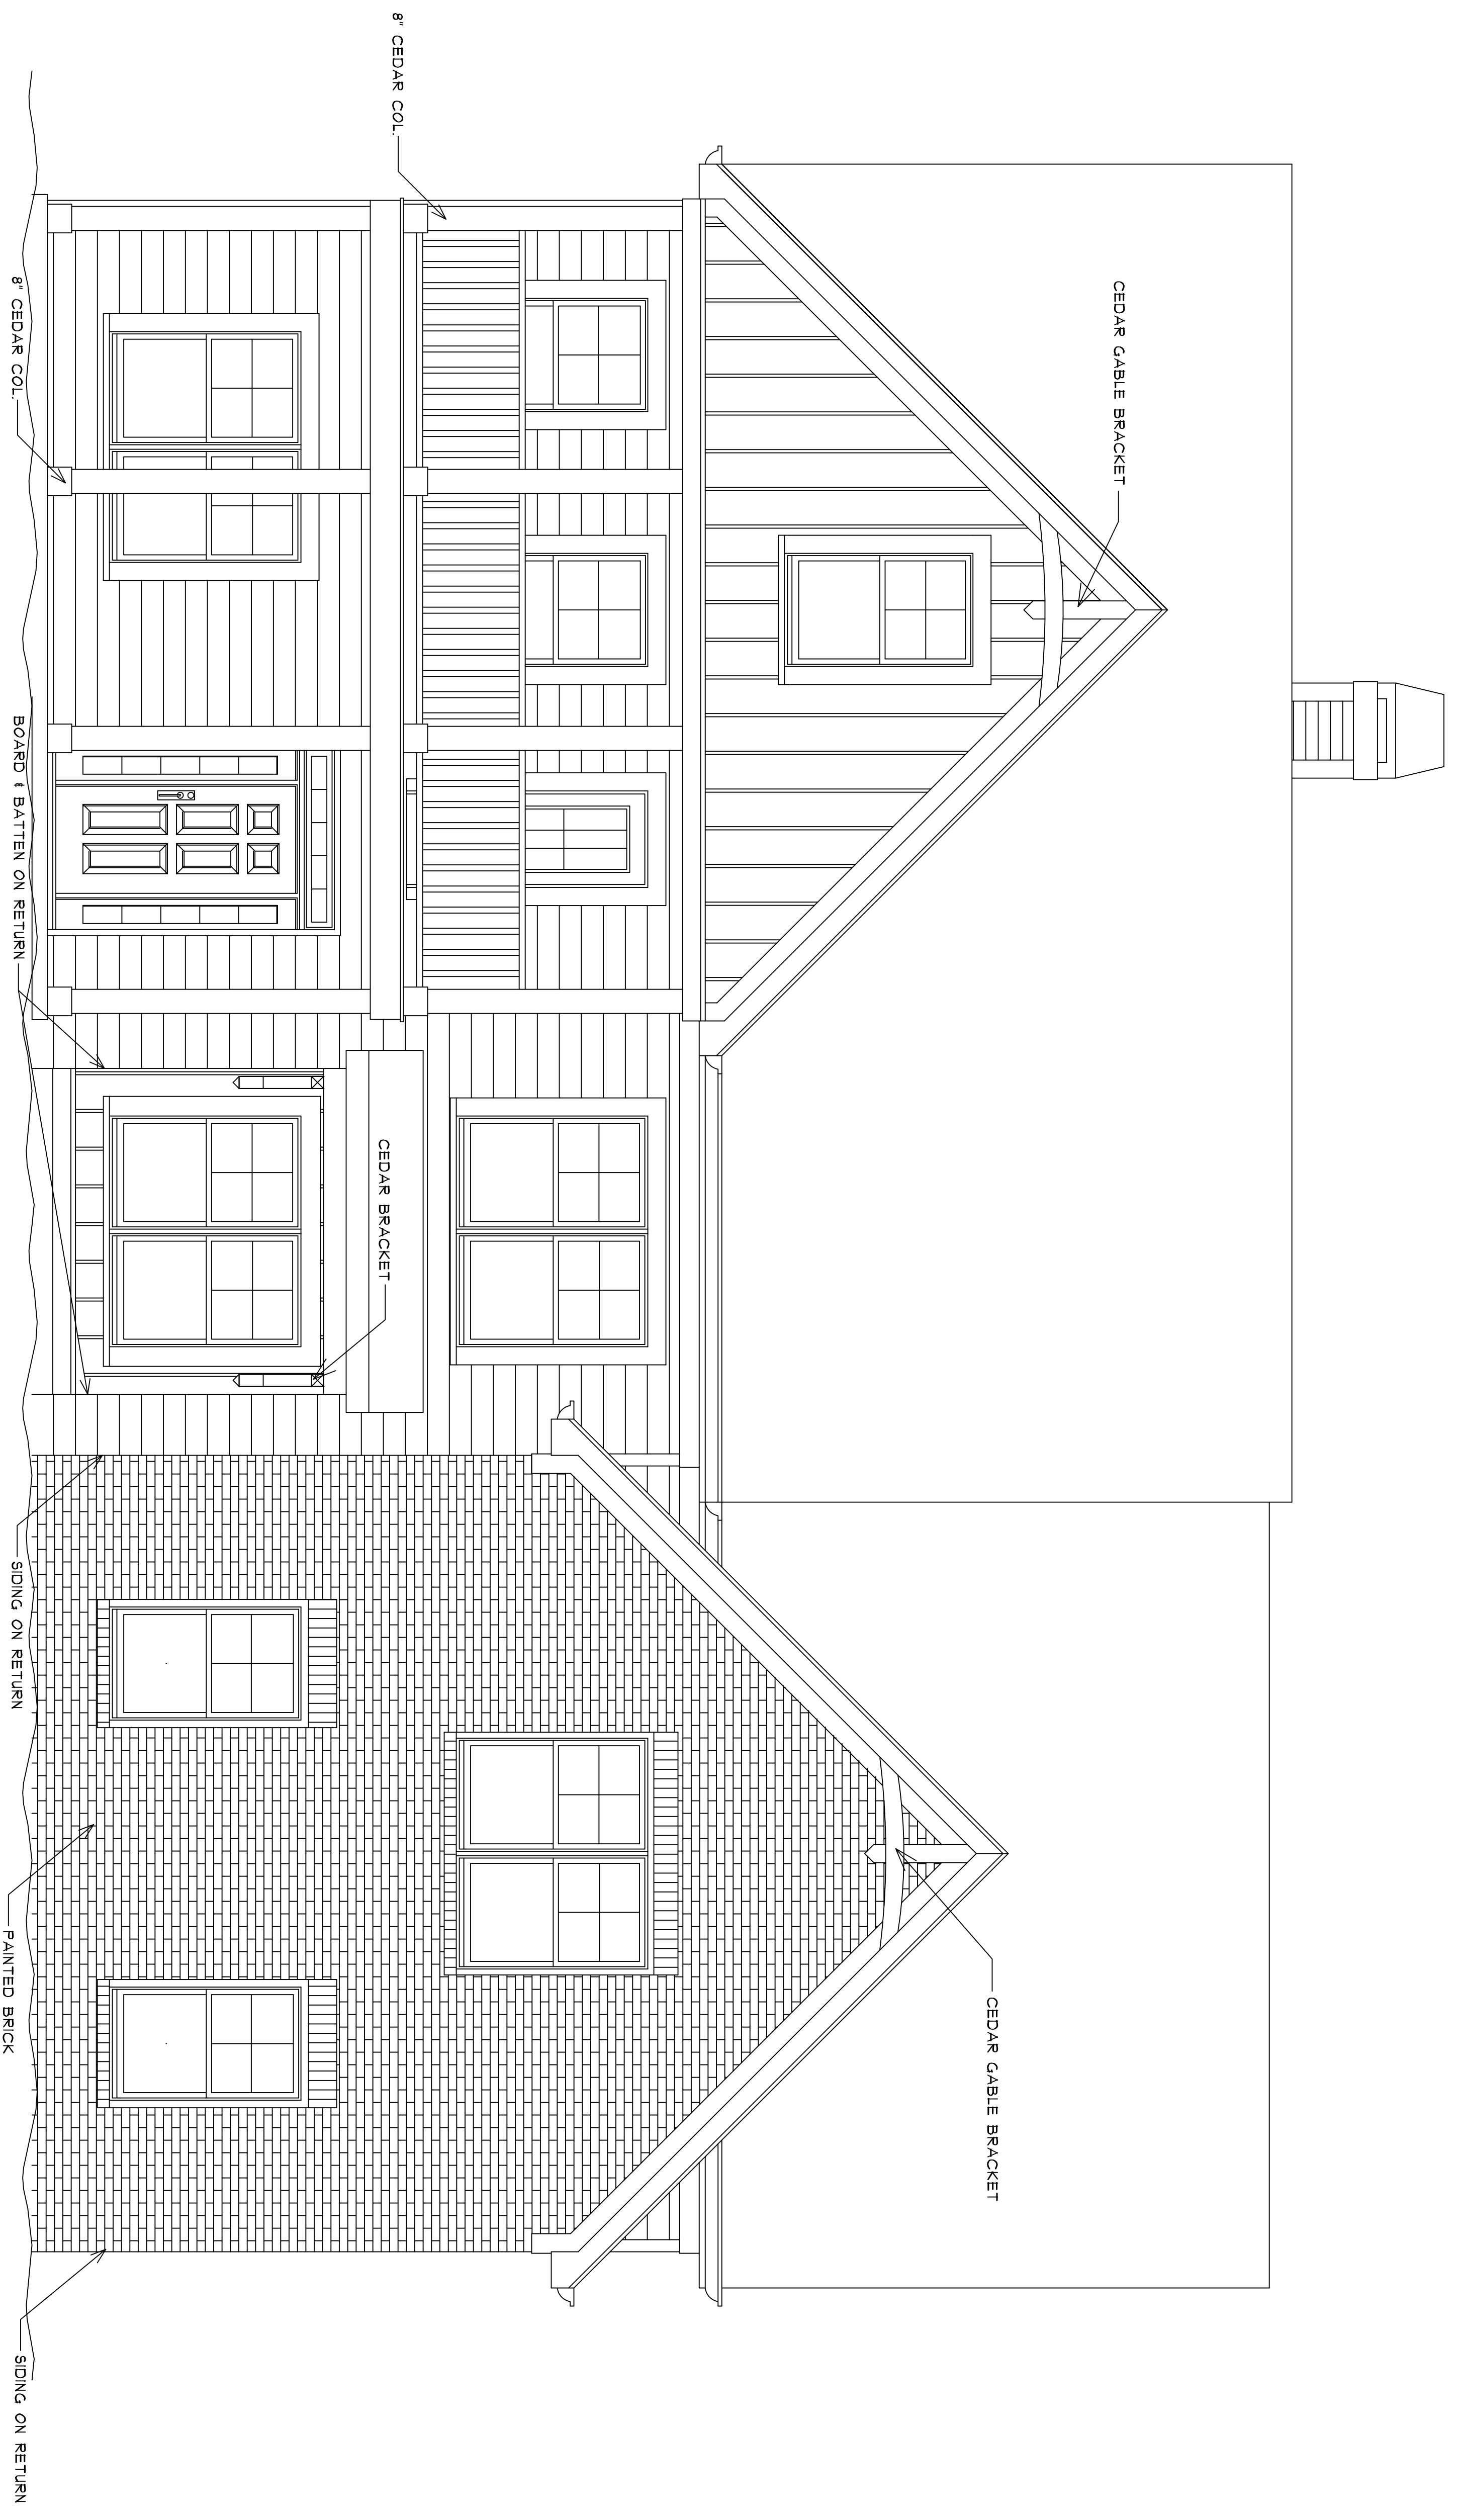 CEDAR GABLE BRACKET
CEDAR GABLE BRACKET
8" CEDAR COL.
CEDAR BRACKET
8" CEDAR COL.
BOARD & BATTEN ON RETURN
SIDING ON RETURN
PAINTED BRICK
SIDING ON RETURN